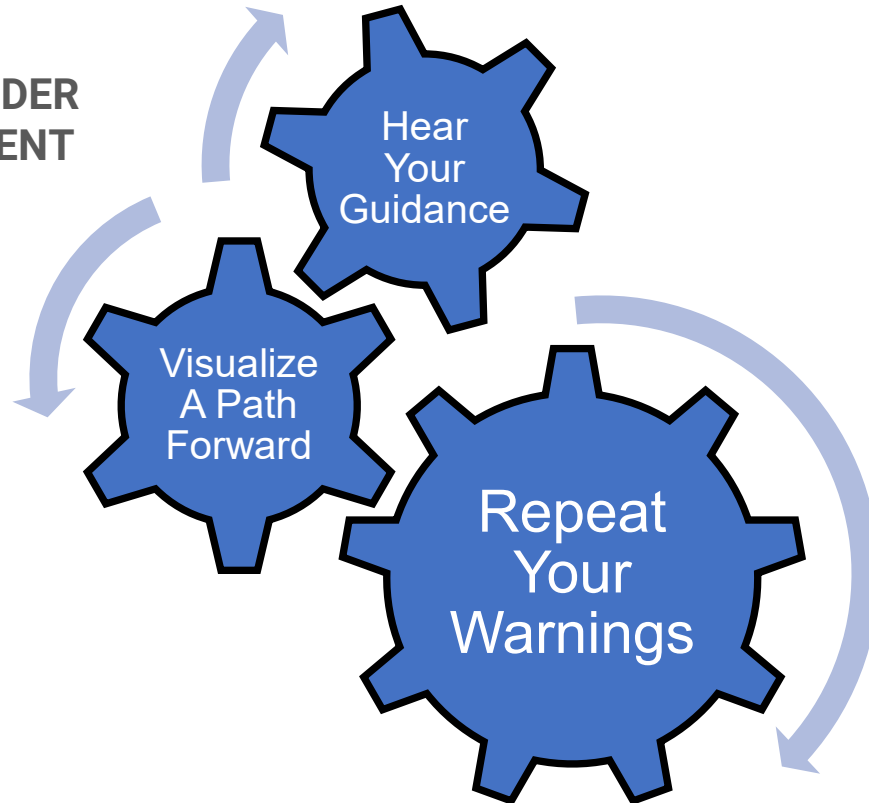 DER
ENT
Hear
Your
Guidance
Visualize
A Path
Forward
Repeat
Your
Warnings